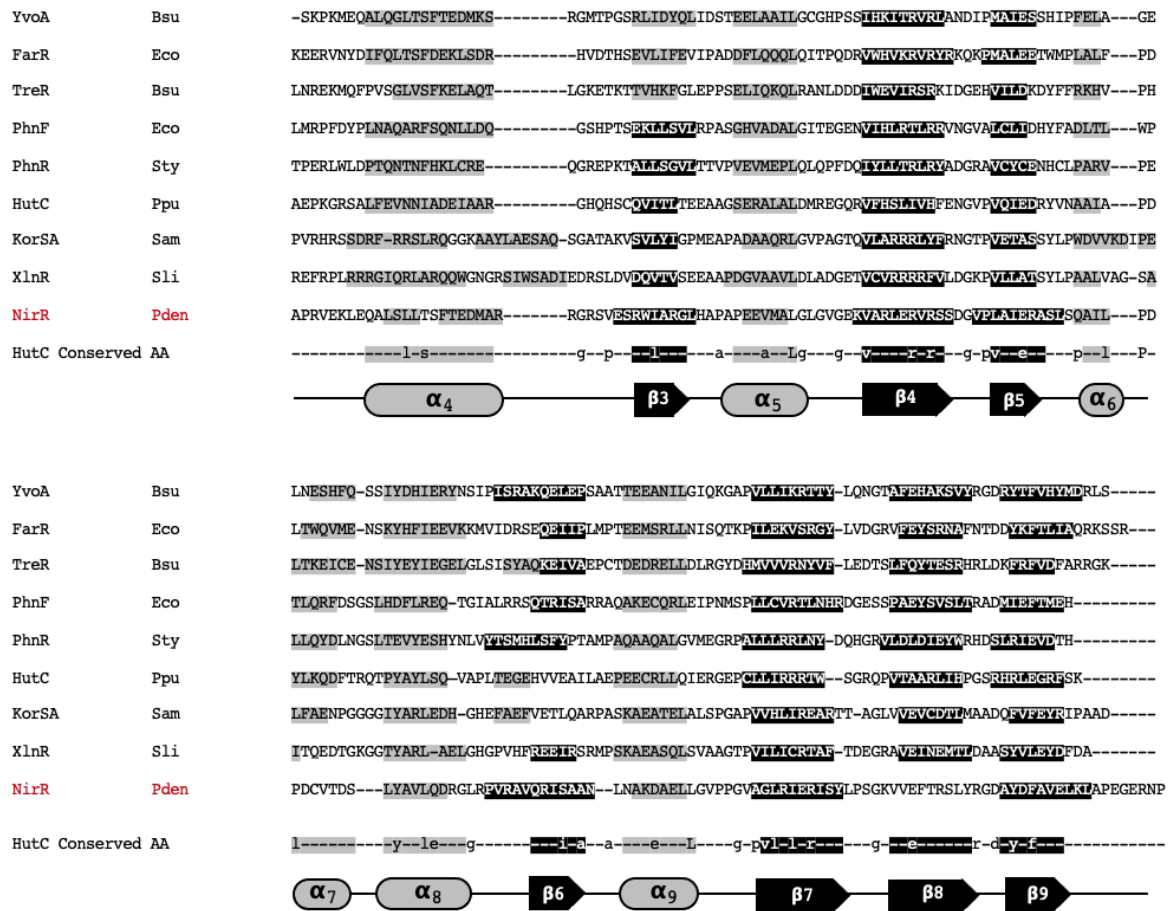 YvoA Bsu -SKPKMEQALQGLTSFTEDMKS--------RGMTPGSRLIDYQLIDSTEELAAILGCGHPSSIHKITRVRLANDIPMAIESSHIPFELA---GE
FarR Eco KEERVNYDIFQLTSFDEKLSDR---------HVDTHSEVLIFEVIPADDFLQQQLQITPQDRVWHVKRVRYRKQKPMALEETWMPLALF---PD
TreR Bsu LNREKMQFPVSGLVSFKELAQT--------LGKETKTTVHKFGLEPPSELIQKQLRANLDDDIWEVIRSRKIDGEHVILDKDYFFRKHV---PH
PhnF Eco LMRPFDYPLNAQARFSQNLLDQ--------GSHPTSEKLLSVLRPASGHVADALGITEGENVIHLRTLRRVNGVALCLIDHYFADLTL---WP
PhnR Sty TPERLWLDPTQNTNFHKLCRE---------QGREPKTALLSGVLTTVPVEVMEPLQLQPFDQIYLLTRLRYADGRAVCYCENHCLPARV---PE
HutC Ppu AEPKGRSALFEVNNIADEIAAR--------GHQHSCQVITLTEEAAGSERALALDMREGQRVFHSLIVHFENGVPVQIEDRYVNAAIA---PD
KorSA Sam PVRHRSSDRF-RRSLRQGGKAAYLAESAQ-SGATAKVSVLYIGPMEAPADAAQRLGVPAGTQVLARRRLYFRNGTPVETASSYLPWDVVKDIPE
XlnR Sli REFRPLRRRGIQRLARQQWGNGRSIWSADIEDRSLDVDQVTVSEEAAPDGVAAVLDLADGETVCVRRRRFVLDGKPVLLATSYLPAALVAG-SA
NirR Pden APRVEKLEQALSLLTSFTEDMAR--------RGRSVESRWIARGLHAPAPEEVMALGLGVGEKVARLERVRSSDGVPLAIERASLSQAIL---PD
HutC Conserved AA --------------l-s-----------------g-p---l-----a---a-Lg--g--v----r-r--g-pv--e----p--l---P-
α4 β3 α5 β4 β5 α6
YvoA Bsu LNESHFQ-SSIYDHIERYNSIPISRAKQELEPSAATTEEANILGIQKGAPVLLIKRTTY-LQNGTAFEHAKSVYRGDRYTFVHYMDRLS-----
FarR Eco LTWQVME-NSKYHFIEEVKKMVIDRSEQEIIPLMPTEEMSRLLNISQTKPILEKVSRGY-LVDGRVFEYSRNAFNTDDYKFTLIAQRKSSR---
TreR Bsu LTKEICE-NSIYEYIEGELGLSISYAQKEIVAEPCTDEDRELLDLRGYDHMVVVRNYVF-LEDTSLFQYTESRHRLDKFRFVDFARRGK-----
PhnF Eco TLQRFDSGSLHDFLREQ-TGIALRRSQTRISARRAQAKECQRLEIPNMSPLLCVRTLNHRDGESSPAEYSVSLTRADMIEFTMEH---------
PhnR Sty LLQYDLNGSLTEVYESHYNLVYTSMHLSFYPTAMPAQAAQALGVMEGRPALLLRRLNY-DQHGRVLDLDIEYWRHDSLRIEVDTH---------
HutC Ppu YLKQDFTRQTPYAYLSQ-VAPLTEGEHVVEAILAEPEECRLLQIERGEPCLLIRRRTW--SGRQPVTAARLIHPGSRHRLEGRFSK--------
KorSA Sam LFAENPGGGGIYARLEDH-GHEFAEFVETLQARPASKAEATELALSPGAPVVHLIREARTT-AGLVVEVCDTLMAADQFVFEYRIPAAD-----
XlnR Sli ITQEDTGKGGTYARL-AELGHGPVHFREEIRSRMPSKAEASQLSVAAGTPVILICRTAF-TDEGRAVEINEMTLDAASYVLEYDFDA-------
NirR Pden PDCVTDS---LYAVLQDRGLRPVRAVQRISAAN--LNAKDAELLGVPPGVAGLRIERISYLPSGKVVEFTRSLYRGDAYDFAVELKLAPEGERNP
HutC Conserved AA l----------y--le--g---------i-a--a---e--L----g-pvl-l-r------g---e-------r-d-y-f---------
α7 α8 β6 α9 β7 β8 β9